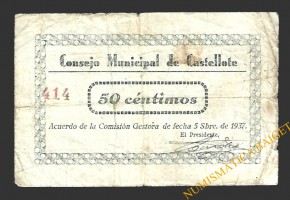 Consejo Municipal de Castellote
414
50 céntimos
Acuerdo de la Comisión Gestora de fecha 5 Sbre. de 1937.
El Presidente,